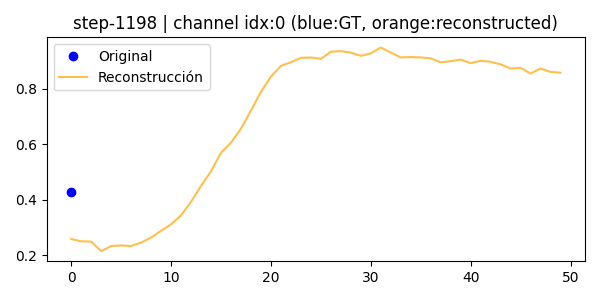 step-1198 | channel idx:0 (blue:GT, orange:reconstructed)
Original
Reconstrucción
0.8
0.6
0.4
0.2
0 10 20 30 40 50